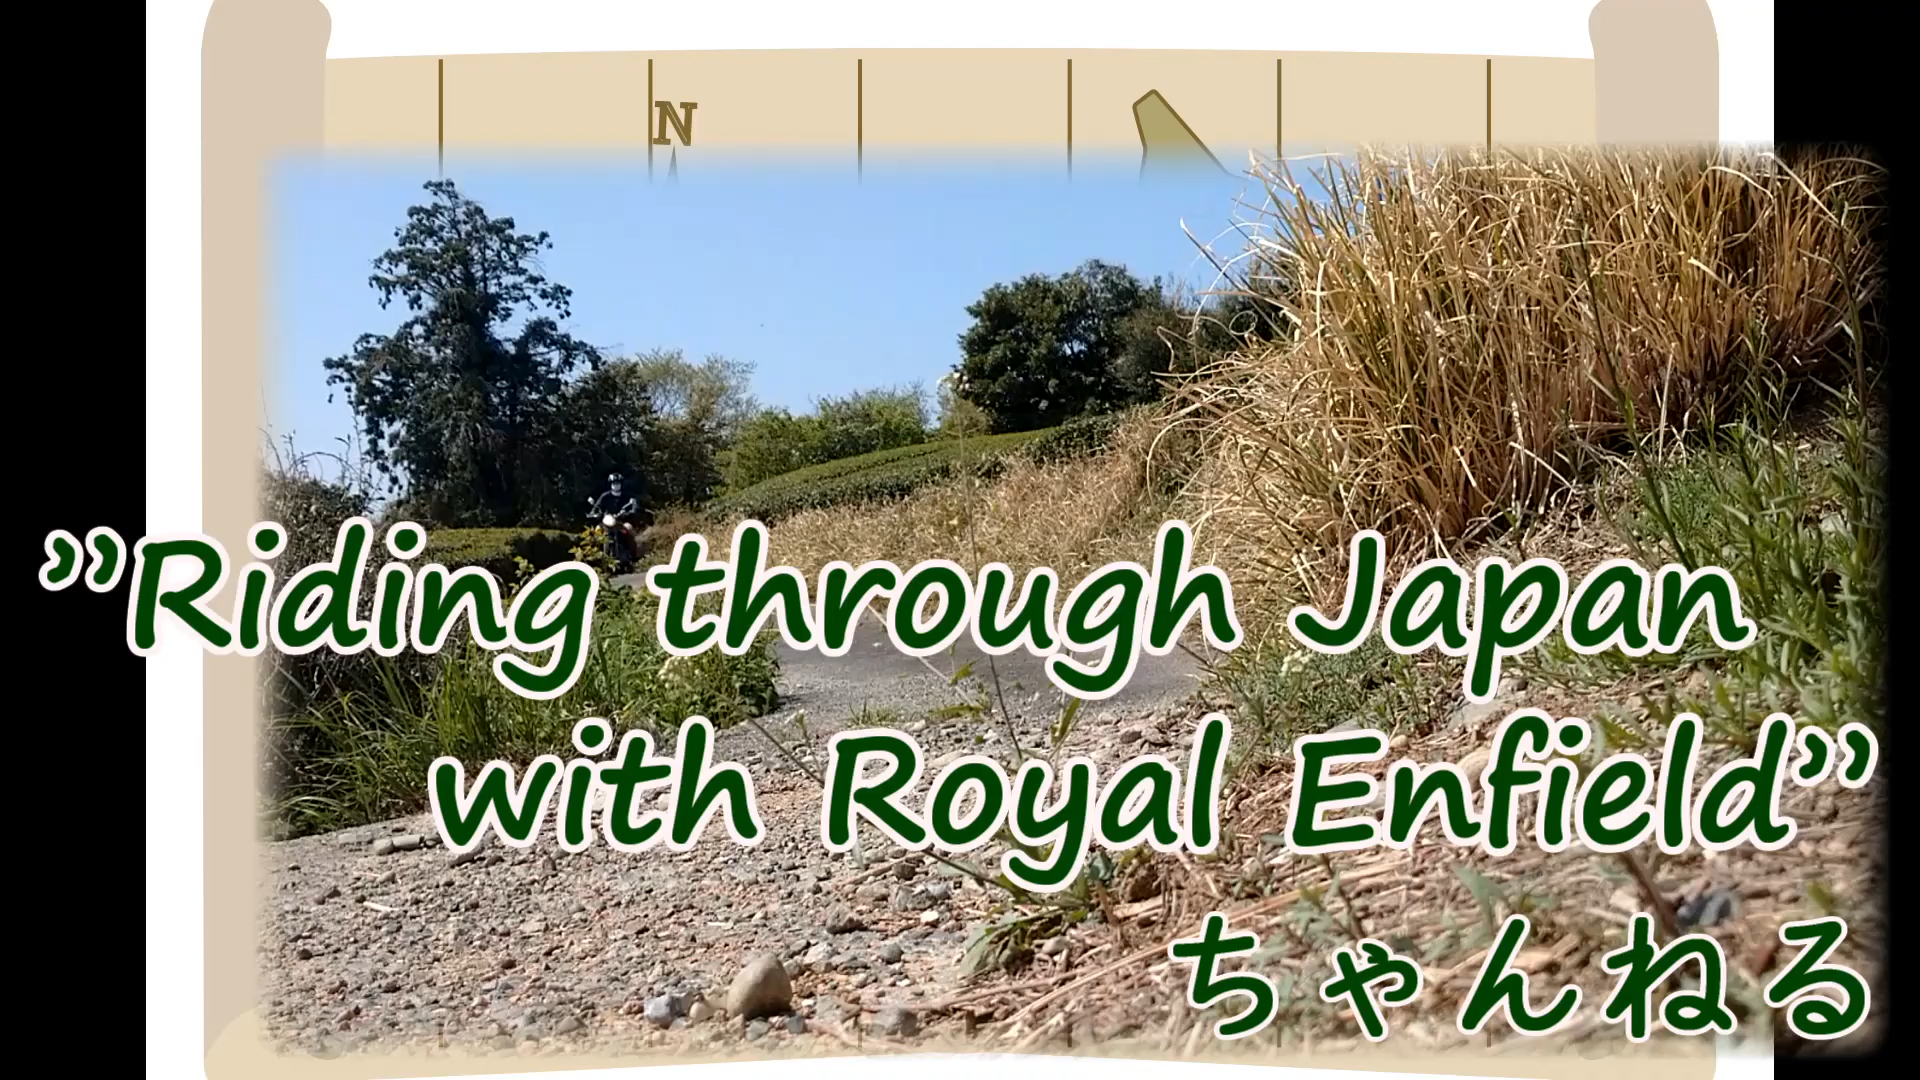 N
”Riding through Japan
with Royal Enfield”
ちゃんねる